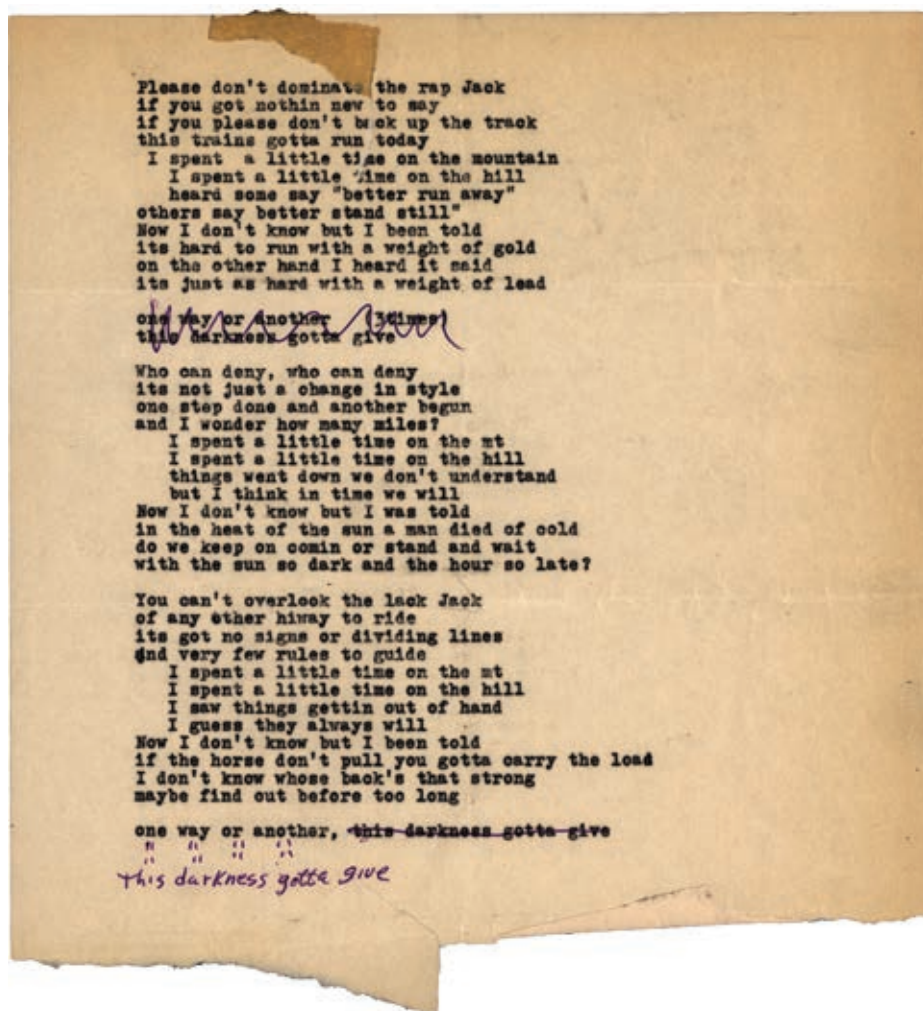 Please don't dominate the rap Jack
if you got nothin new to say
if you please don't back up the track
this trains gotta run today
I spent a little time on the mountain
I spent a little time on the hill
heard some say "better run away"
others say better stand still"
Now I don't know but I been told
its hard to run with a weight of gold
on the other hand I heard it said
its just as hard with a weight of lead
one way or another (3times)
this darkness gotta give
Who can deny, who can deny
its not just a change in style
one step done and another begun
and I wonder how many miles?
I spent a little time on the mt
I spent a little time on the hill
things went down we don't understand
but I think in time we will
Now I don't know but I was told
in the heat of the sun a man died of cold
do we keep on comin or stand and wait
with the sun so dark and the hour so late?
You can't overlook the lack Jack
of any other hiway to ride
its got no signs or dividing lines
and very few rules to guide
I spent a little time on the mt
I spent a little time on the hill
I saw things gettin out of hand
I guess they always will
Now I don't know but I been told
if the horse don't pull you gotta carry the load
I don't know whose back's that strong
maybe find out before too long
one way or another, this darkness gotta give
" " " "
This darkness gotta give